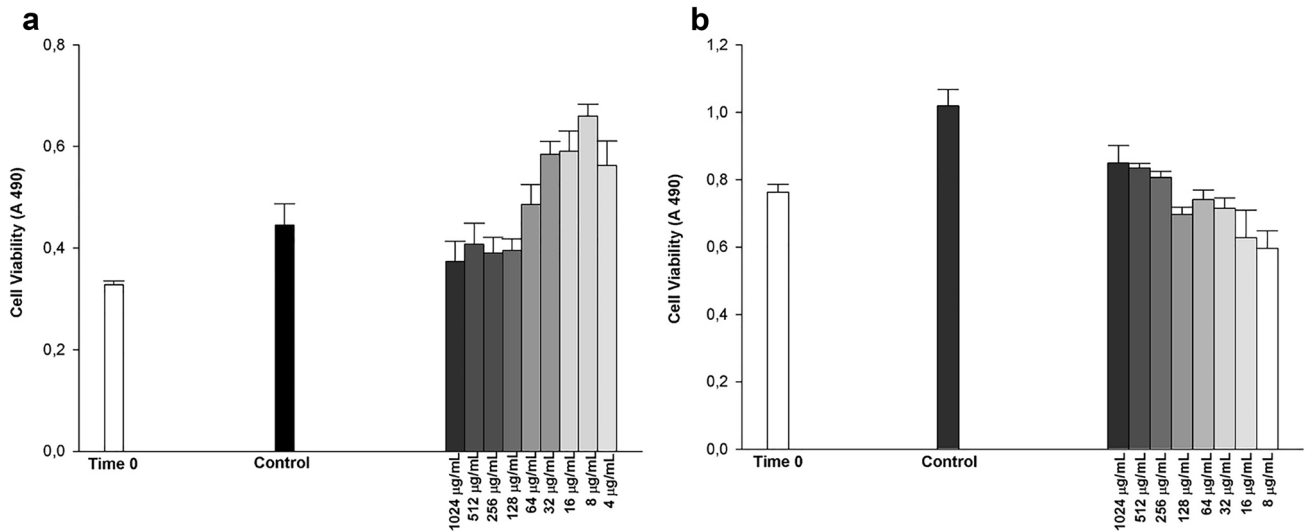 a
Cell Viability (A 490)
0,8
0,6
0,4
0,2
0,0
Time 0
Control
1024 µg/mL
512 µg/mL
256 µg/mL
128 µg/mL
64 µg/mL
32 µg/mL
16 µg/mL
8 µg/mL
4 µg/mL
b
Cell Viability (A 490)
1,2
1,0
0,8
0,6
0,4
0,2
0,0
Time 0
Control
1024 µg/mL
512 µg/mL
256 µg/mL
128 µg/mL
64 µg/mL
32 µg/mL
16 µg/mL
8 µg/mL